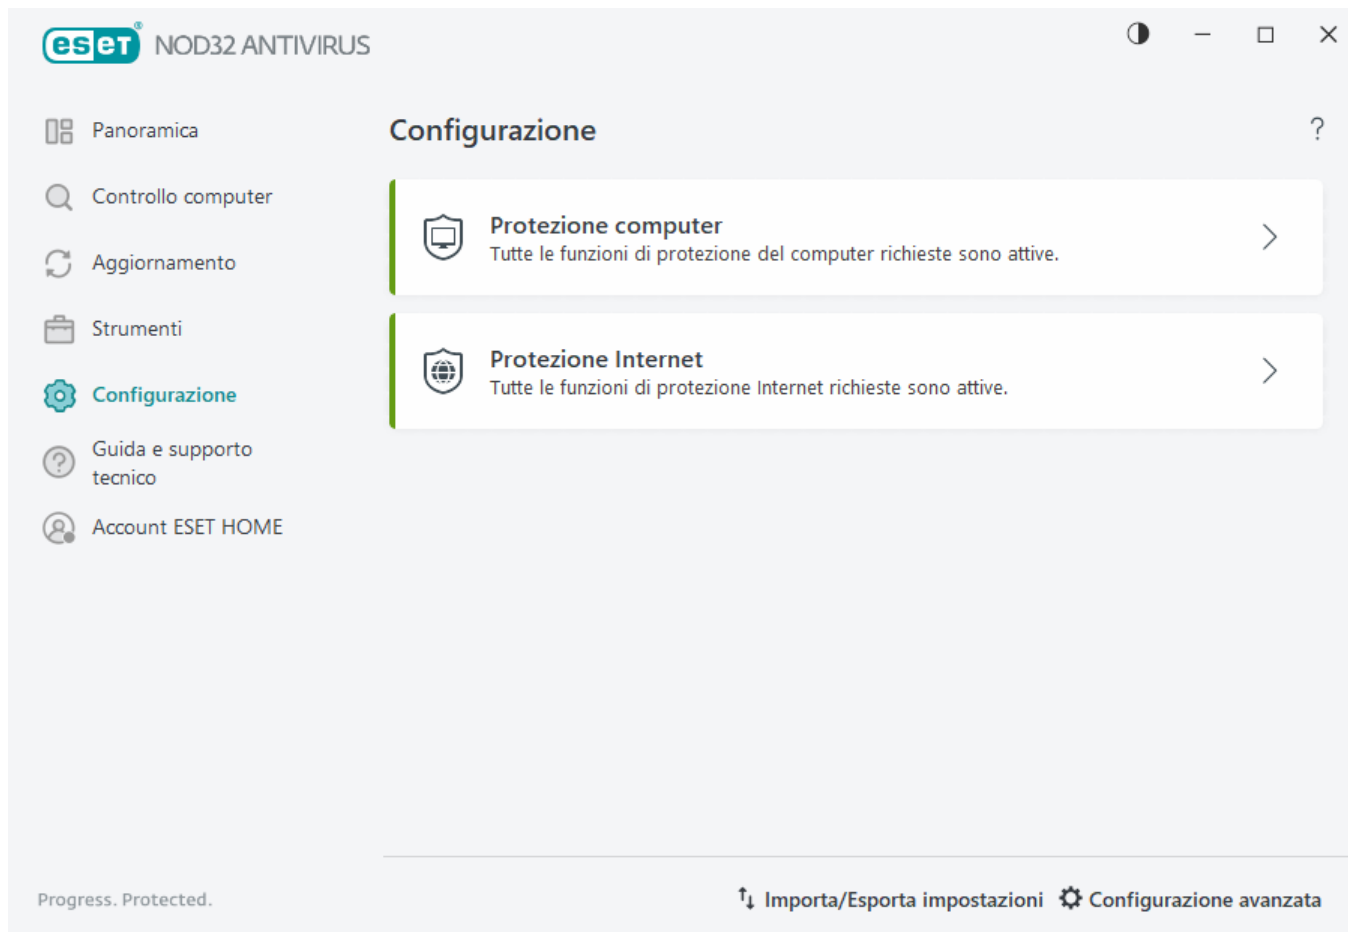 eset® NOD32 ANTIVIRUS
Panoramica
Controllo computer
Aggiornamento
Strumenti
Configurazione
Guida e supporto
tecnico
Account ESET HOME
Configurazione
?
Protezione computer
Tutte le funzioni di protezione del computer richieste sono attive.
Protezione Internet
Tutte le funzioni di protezione Internet richieste sono attive.
Progress. Protected.
Importa/Esporta impostazioni Configurazione avanzata